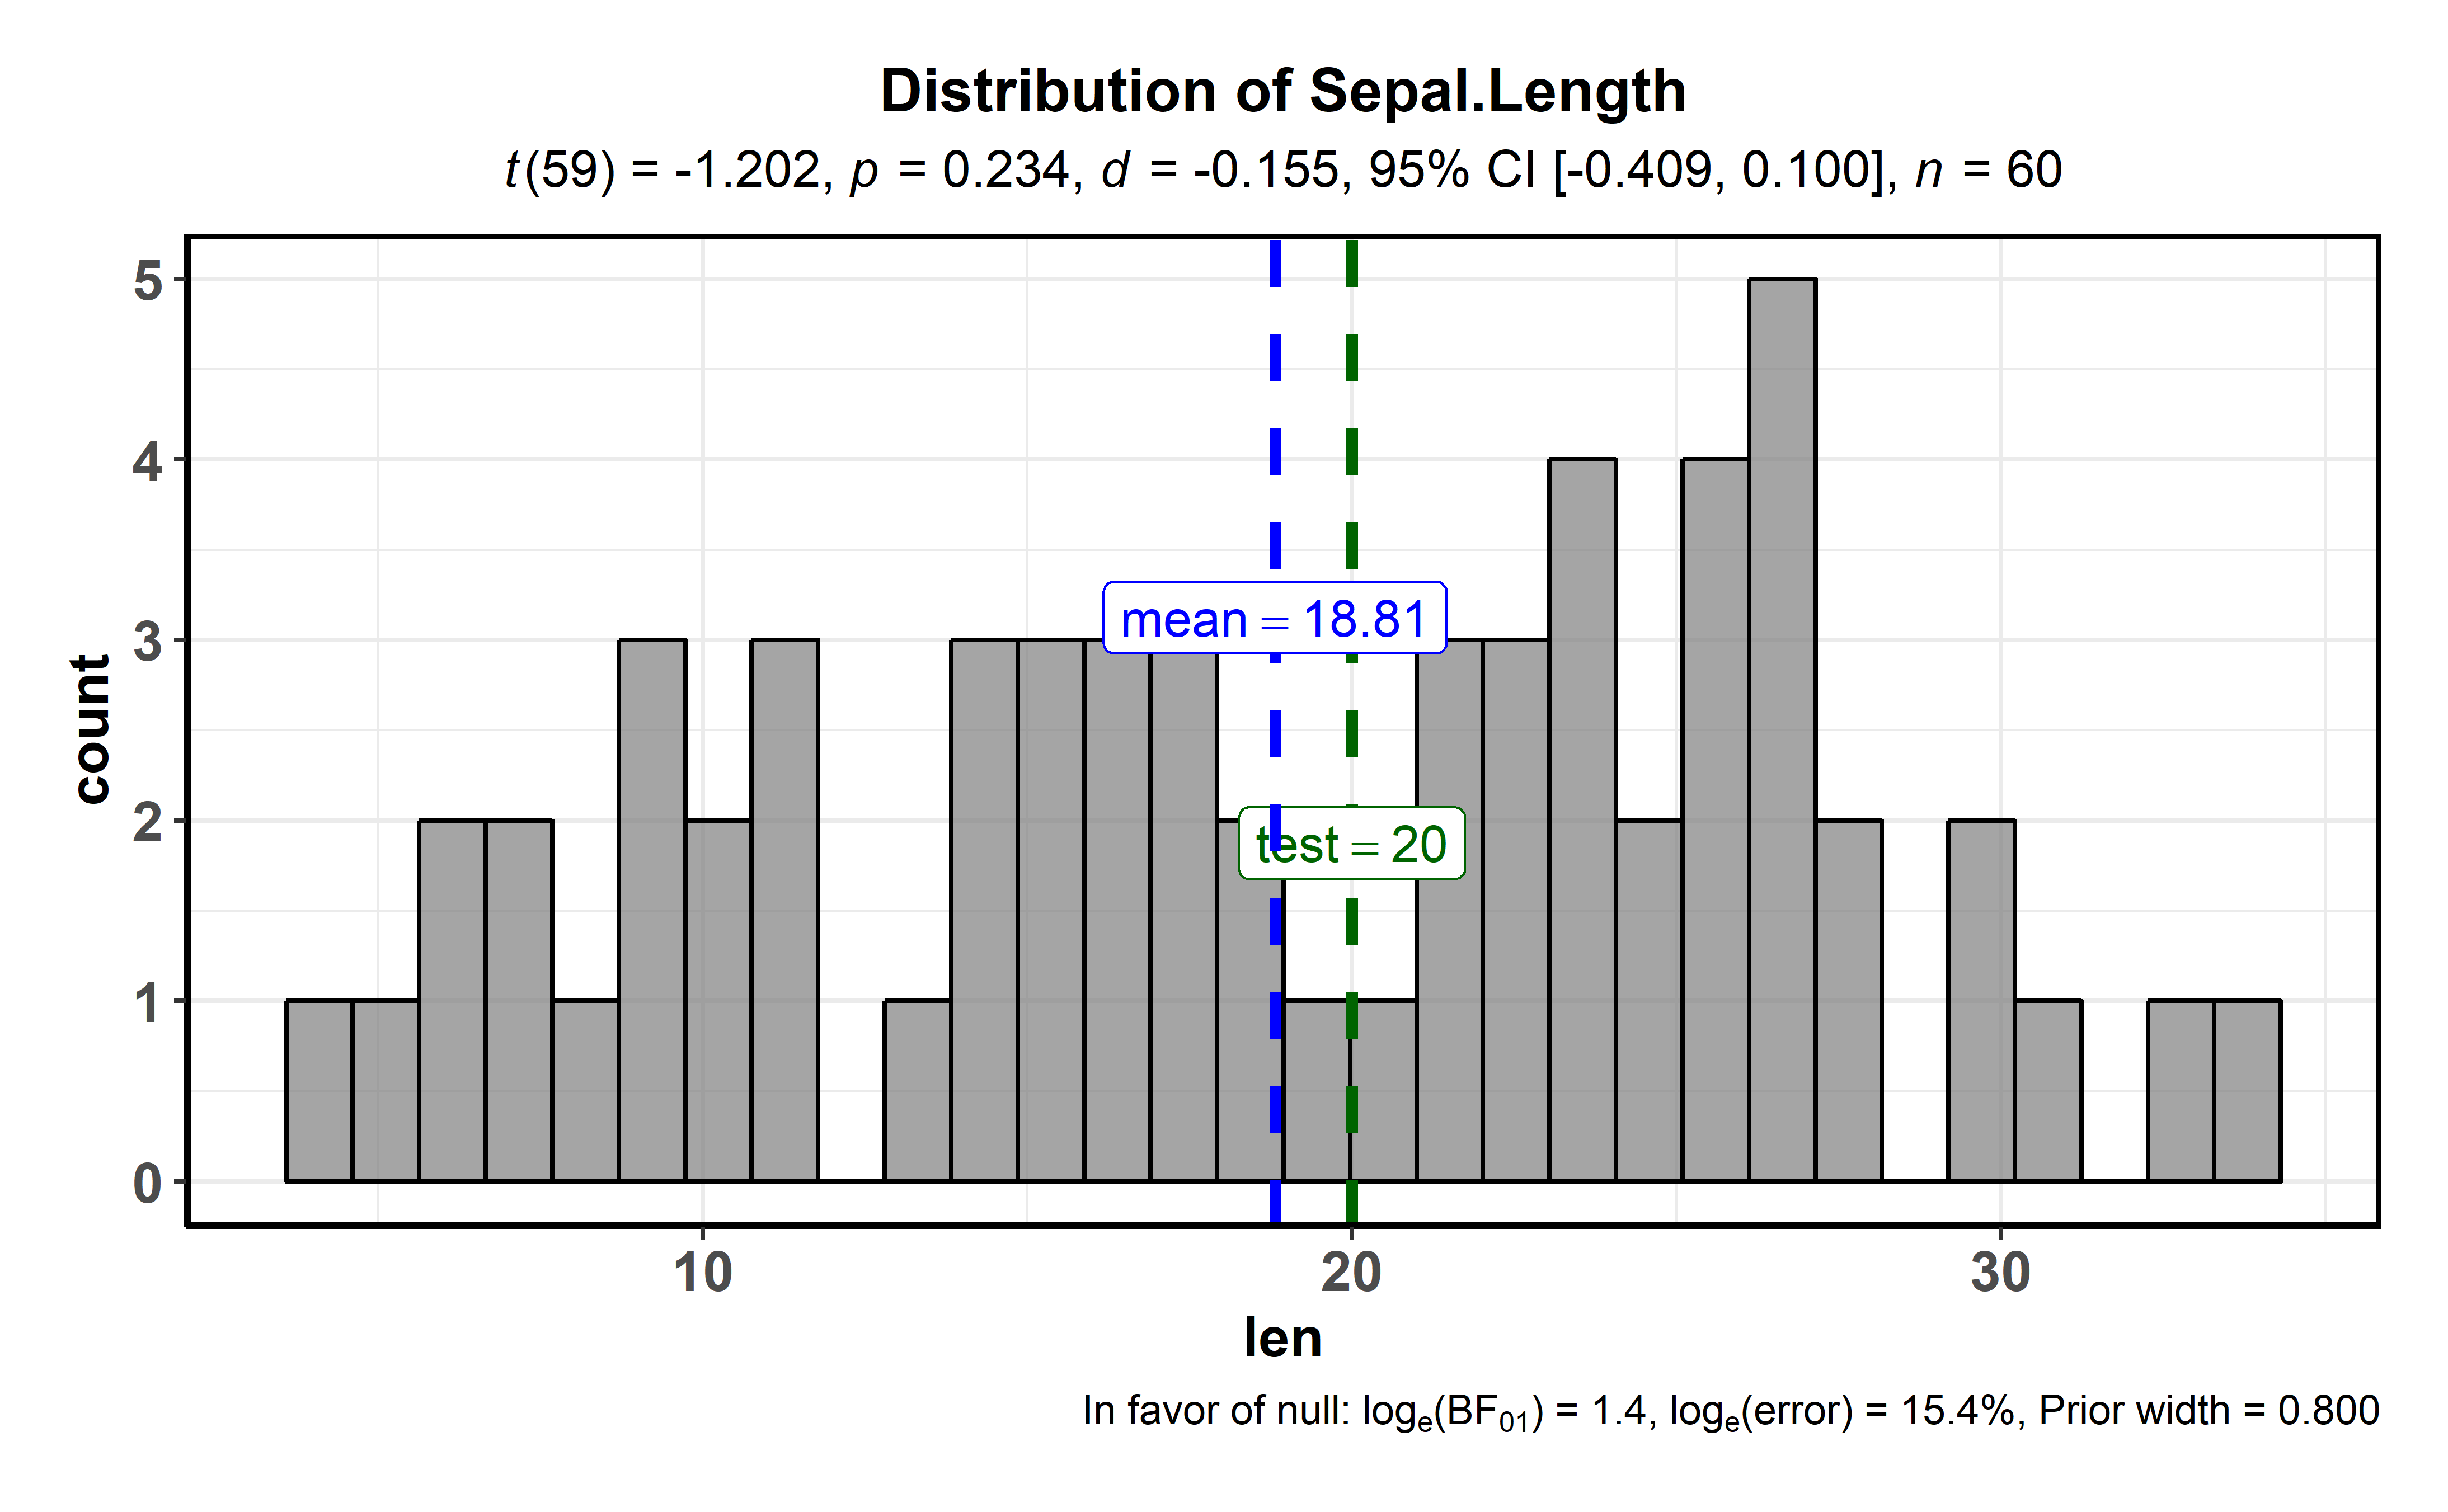 Distribution of Sepal.Length
t(59) = -1.202, p = 0.234, d = -0.155, 95% CI [-0.409, 0.100], n = 60
5
4
3
2
1
0
count
mean = 18.81
test = 20
10 20 30
len
In favor of null: logₑ(BF₀₁) = 1.4, logₑ(error) = 15.4%, Prior width = 0.800